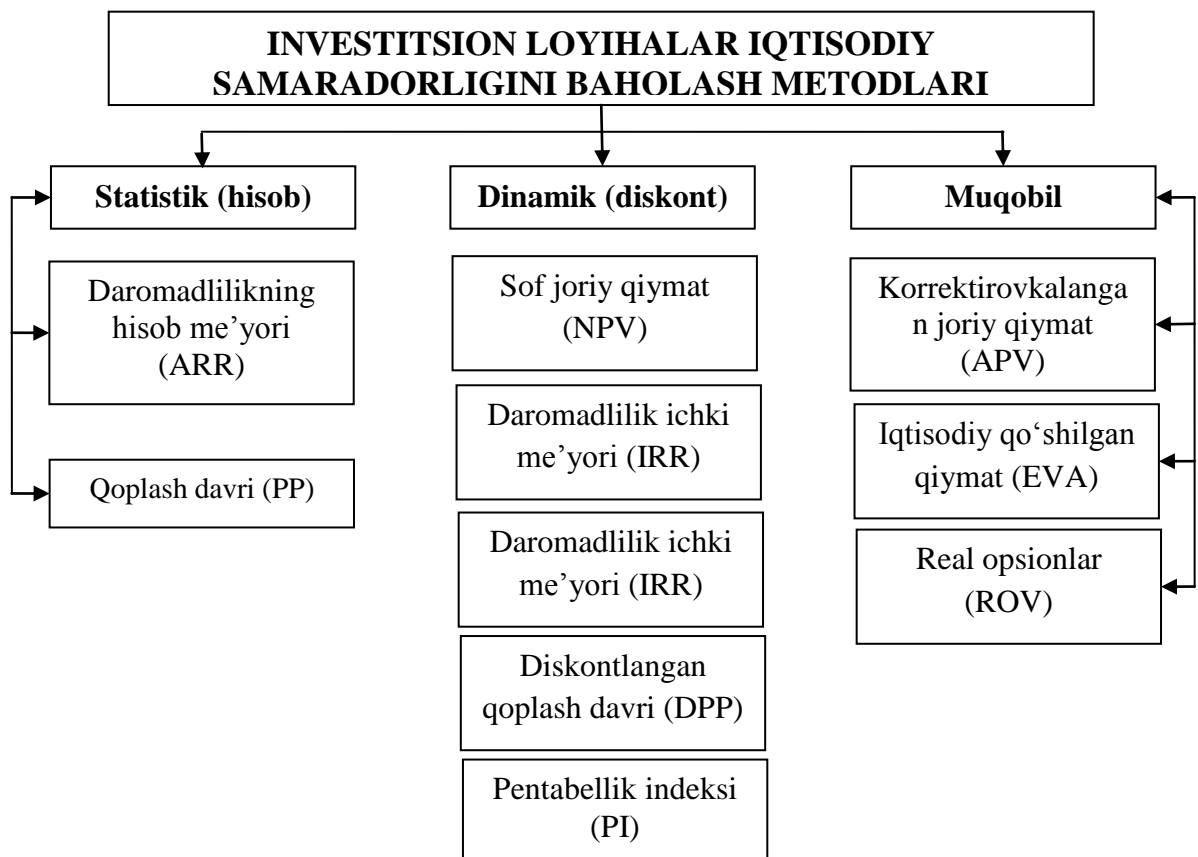 INVESTITSION LOYIHALAR IQTISODIY
SAMARADORLIGINI BAHOLASH METODLARI
Statistik (hisob)
Daromadlilikning
hisob me’yori
(ARR)
Qoplash davri (PP)
Dinamik (diskont)
Sof joriy qiymat
(NPV)
Daromadlilik ichki
me’yori (IRR)
Daromadlilik ichki
me’yori (IRR)
Diskontlangan
qoplash davri (DPP)
Pentabellik indeksi
(PI)
Muqobil
Korrektirovkalanga
n joriy qiymat
(APV)
Iqtisodiy qo‘shilgan
qiymat (EVA)
Real opsionlar
(ROV)